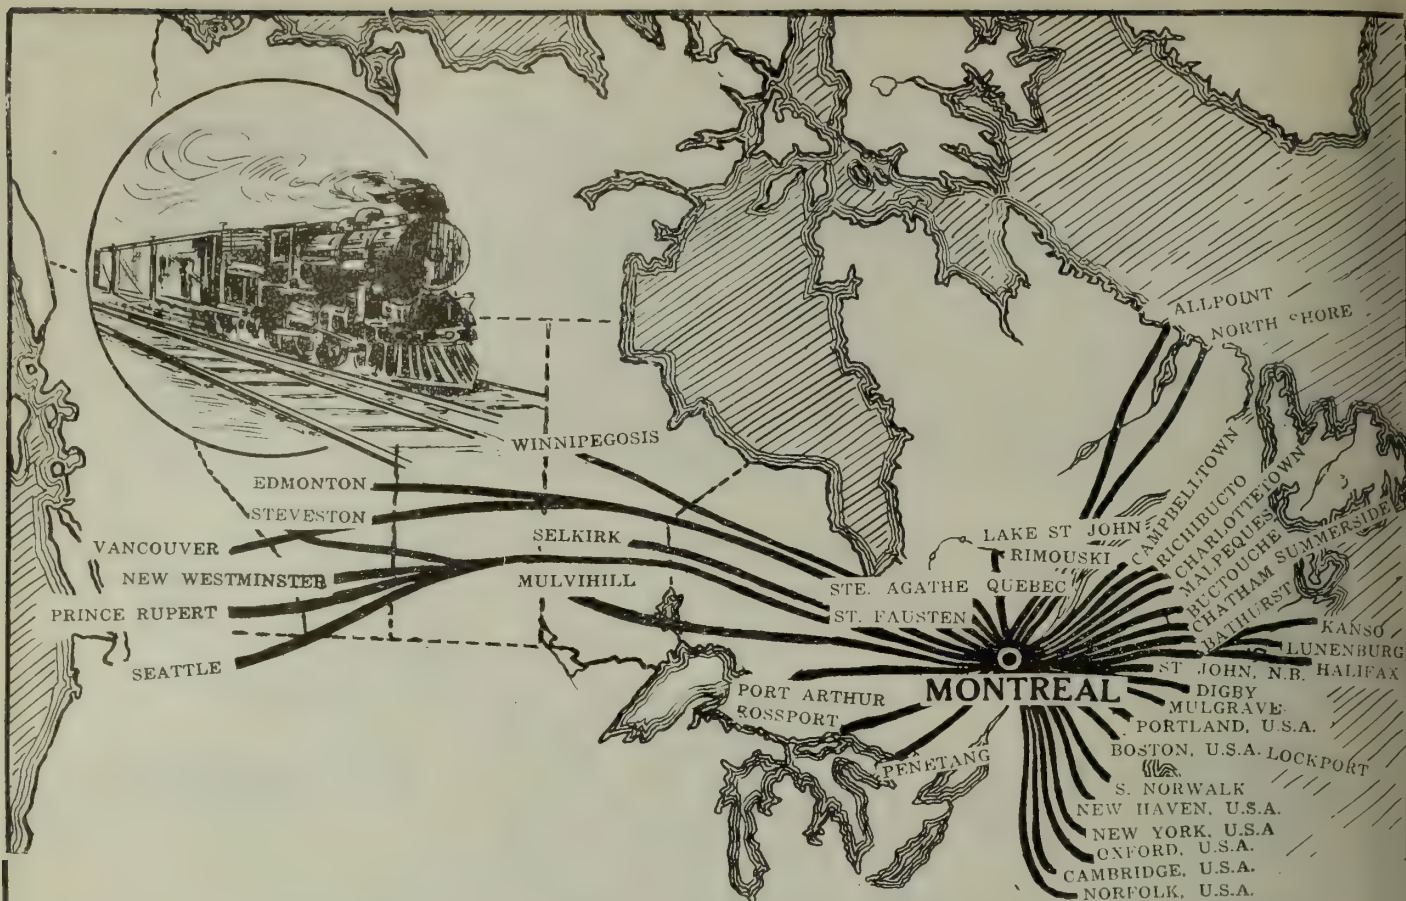 ALLPOINT
NORTH SHORE
WINNIPEGOSIS
EDMONTON
STEVESTON
VANCOUVER
NEW WESTMINSTER
PRINCE RUPERT
SEATTLE
SELKIRK
MULVIHILL
LAKE ST JOHN
RIMOUSKI
STE. AGATHE
QUEBEC
ST. FAUSTEN
CAMPBELLTOWN
RICHIBUCTO
CHARLOTTETOWN
MALPEQUES
BUCTOUCHE
CHATHAM
SUMMERSIDE
BATHURST
KANSO
LUNENBURG
ST JOHN, N.B.
HALIFAX
MONTREAL
DIGBY
MULGRAVE
PORTLAND, U.S.A.
BOSTON, U.S.A.
LOCKPORT
PORT ARTHUR
ROSSPORT
PENETANG
S. NORWALK
NEW HAVEN, U.S.A.
NEW YORK, U.S.A
OXFORD, U.S.A.
CAMBRIDGE, U.S.A.
NORFOLK, U.S.A.